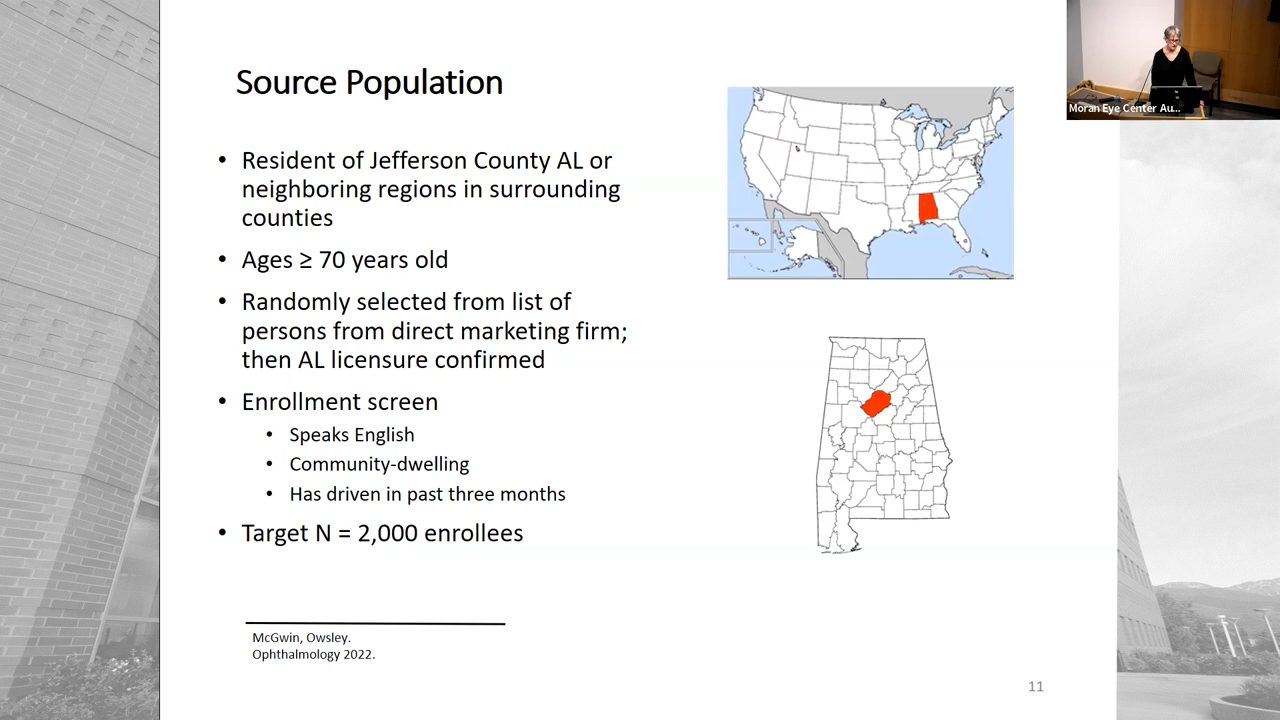 Source Population
• Resident of Jefferson County AL or
neighboring regions in surrounding
counties
• Ages ≥ 70 years old
• Randomly selected from list of
persons from direct marketing firm;
then AL licensure confirmed
• Enrollment screen
• Speaks English
• Community-dwelling
• Has driven in past three months
• Target N = 2,000 enrollees
McGwin, Owsley.
Ophthalmology 2022.
11
Moran Eye Center Au...